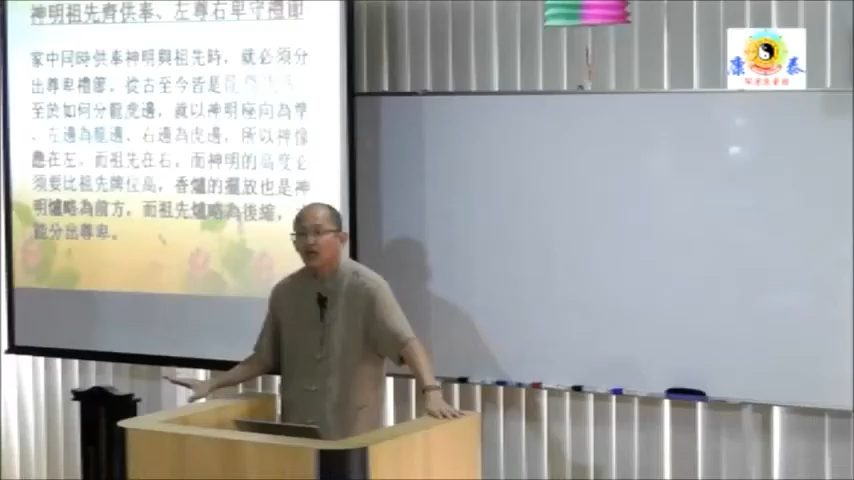 神明祖先齊供奉、左尊右卑守禮節
家中同時供奉神明與祖先時，就必須分
出尊卑禮節。從古至今皆是龍尊虎卑
至於如何分龍虎邊，就以神明座向為準
，左邊為龍邊，右邊為虎邊，所以神像
應在左，而祖先在右，而神明的高度必
須要比祖先牌位高，香爐的擺放也是神
明爐略為前方，而祖先爐略為後縮，
能分出尊卑。
康 泰